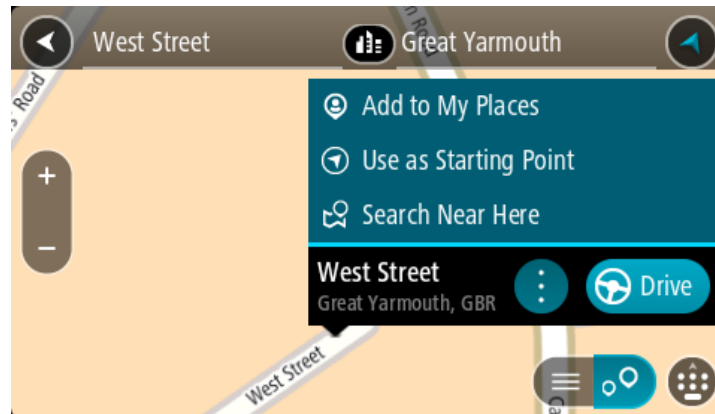 West Street
Great Yarmouth
Road
Road
Add to My Places
Use as Starting Point
Search Near Here
West Street
Great Yarmouth, GBR
Drive
West Street